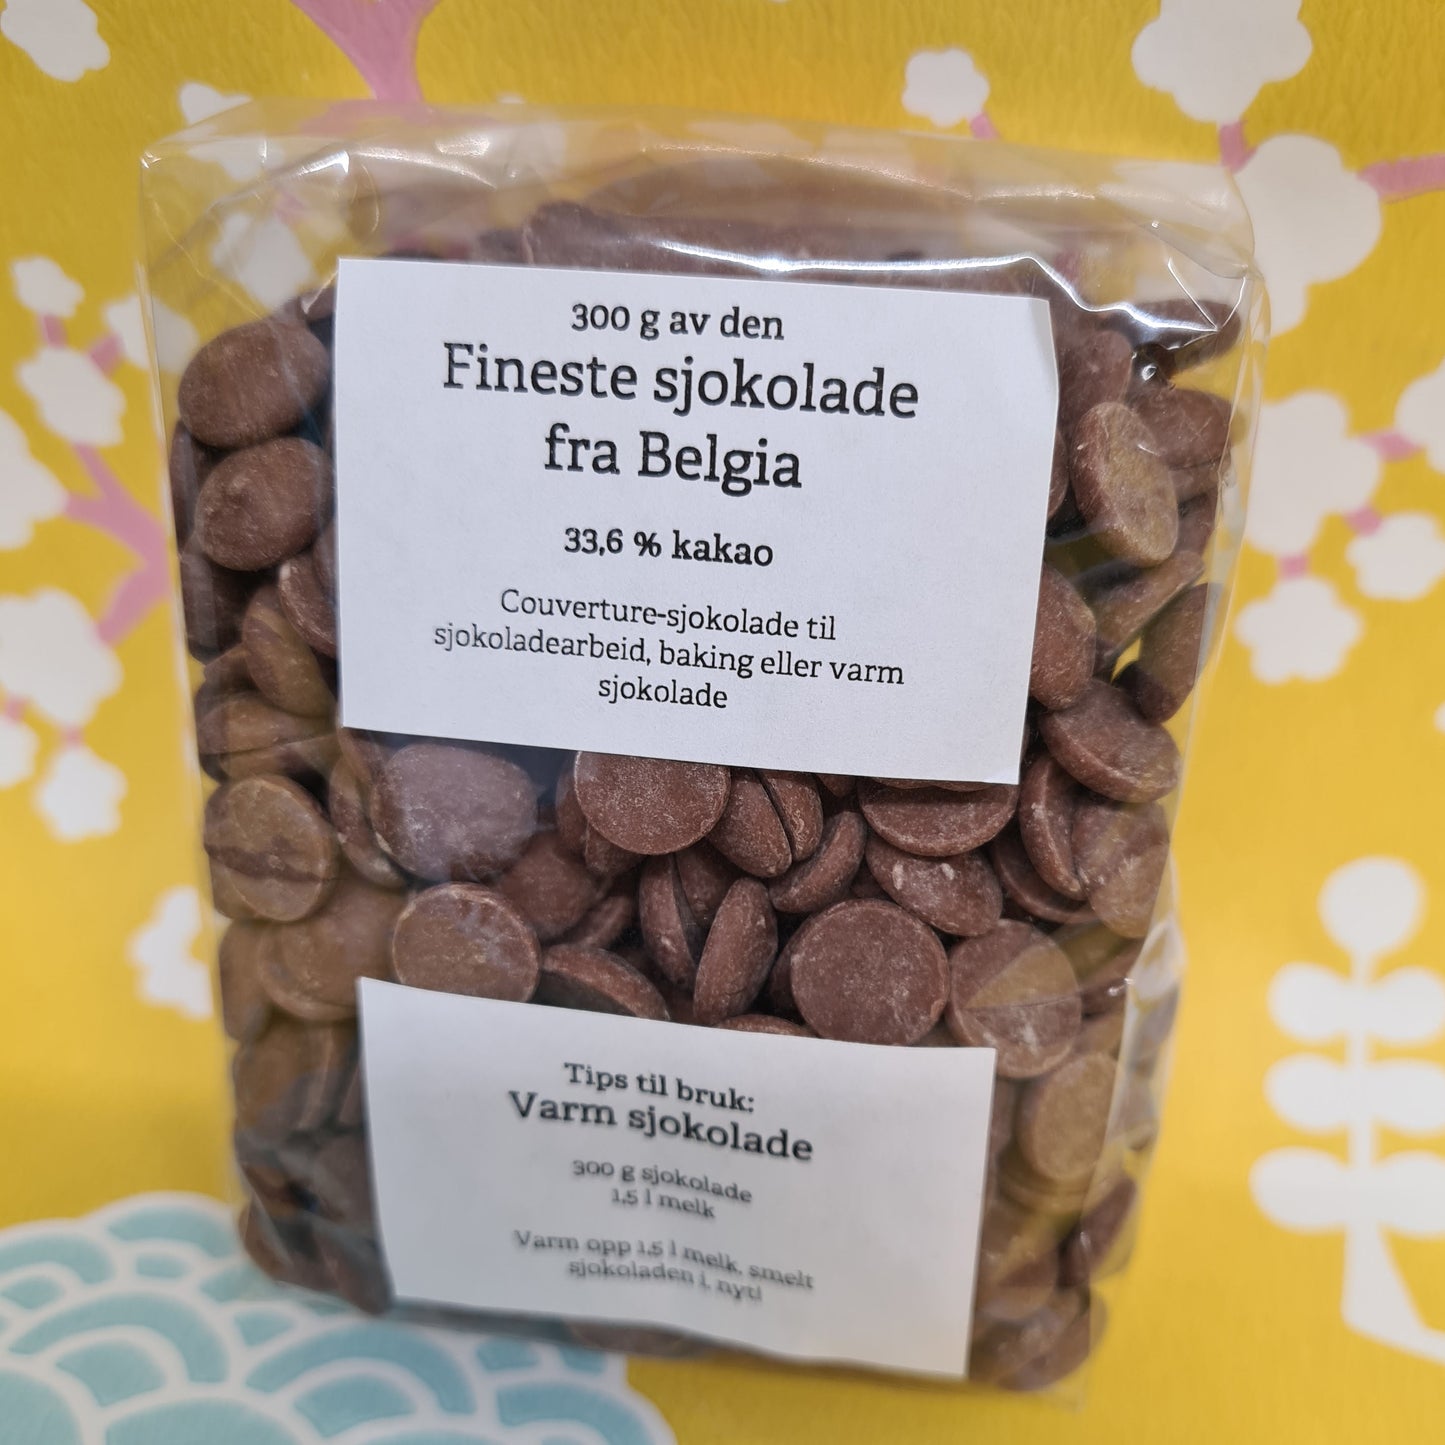 300 g av den
Fineste sjokolade
fra Belgia
33,6 % kakao
Couverture-sjokolade til
sjokoladearbeid, baking eller varm
sjokolade
Tips til bruk:
Varm sjokolade
300 g sjokolade
1,5 l melk
Varm opp 1,5 l melk, smelt
sjokoladen i, nyt!